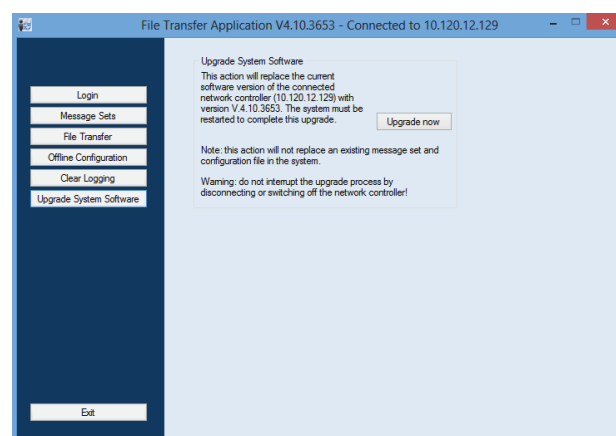 File Transfer Application V4.10.3653 - Connected to 10.120.12.129
Login
Message Sets
File Transfer
Offline Configuration
Clear Logging
Upgrade System Software
Exit
Upgrade System Software
This action will replace the current
software version of the connected
network controller (10.120.12.129) with
version V.4.10.3653. The system must be
restarted to complete this upgrade.
Upgrade now
Note: this action will not replace an existing message set and
configuration file in the system.
Warning: do not interrupt the upgrade process by
disconnecting or switching off the network controller!